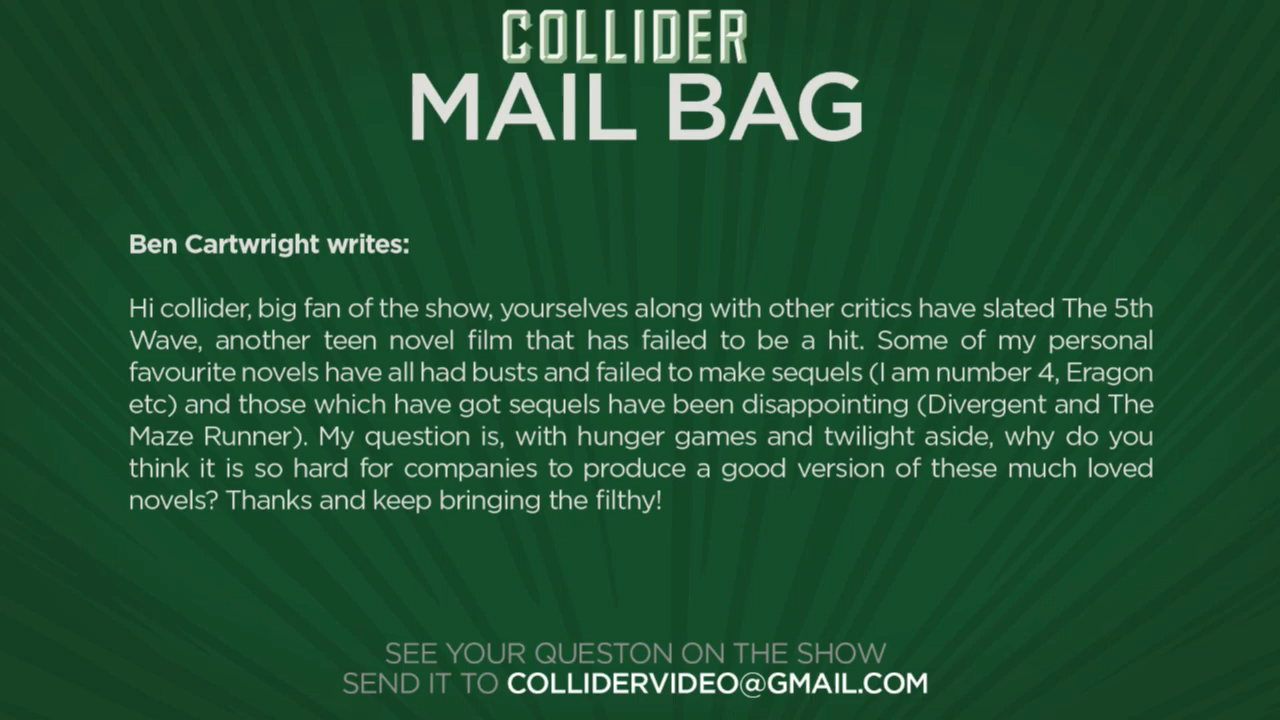 COLLIDER
MAIL BAG
Ben Cartwright writes:
Hi collider, big fan of the show, yourselves along with other critics have slated The 5th
Wave, another teen novel film that has failed to be a hit. Some of my personal
favourite novels have all had busts and failed to make sequels (I am number 4, Eragon
etc) and those which have got sequels have been disappointing (Divergent and The
Maze Runner). My question is, with hunger games and twilight aside, why do you
think it is so hard for companies to produce a good version of these much loved
novels? Thanks and keep bringing the filthy!
SEE YOUR QUESTON ON THE SHOW
SEND IT TO COLLIDERVIDEO@GMAIL.COM